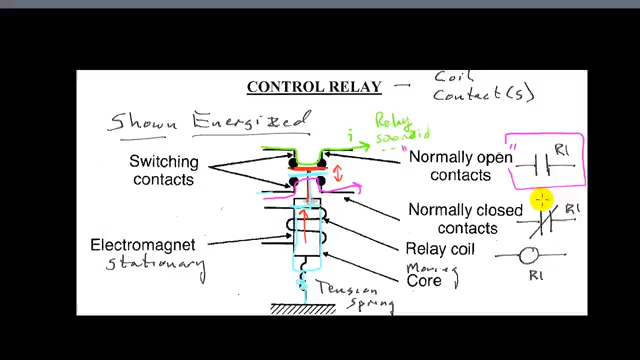 CONTROL RELAY - Coil
Contact(s)
Shown Energized
i
Relay
Switching
contacts
Normally open"
contacts
R1
Normally closed
contacts
R1
Electromagnet
Stationary
Relay coil
Moving
Core
R1
Tension
Spring